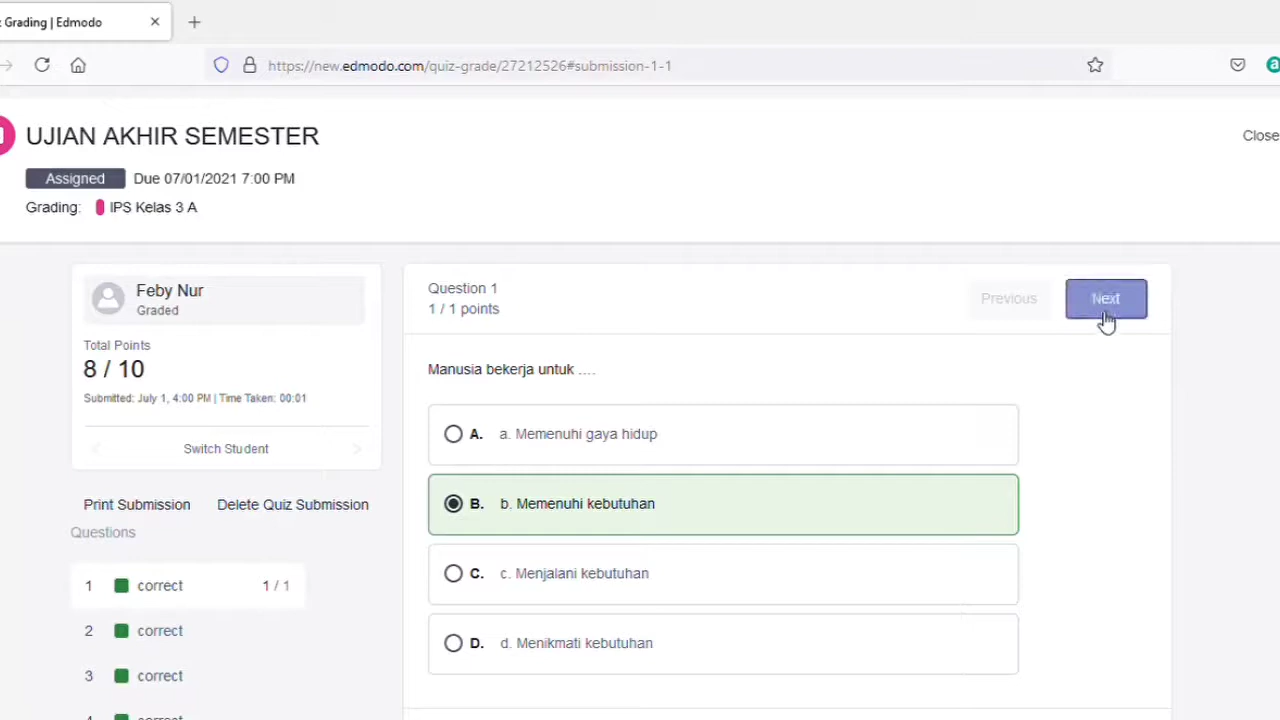 Grading | Edmodo
https://new.edmodo.com/quiz-grade/27212526#submission-1-1
UJIAN AKHIR SEMESTER
Close
Assigned Due 07/01/2021 7:00 PM
Grading: IPS Kelas 3 A
Feby Nur
Graded
Total Points
8 / 10
Submitted: July 1, 4:00 PM | Time Taken: 00:01
Switch Student
Print Submission Delete Quiz Submission
Questions
1 correct 1 / 1
2 correct
3 correct
4 correct
Question 1
1 / 1 points
Previous Next
Manusia bekerja untuk ....
A. a. Memenuhi gaya hidup
B. b. Memenuhi kebutuhan
C. c. Menjalani kebutuhan
D. d. Menikmati kebutuhan